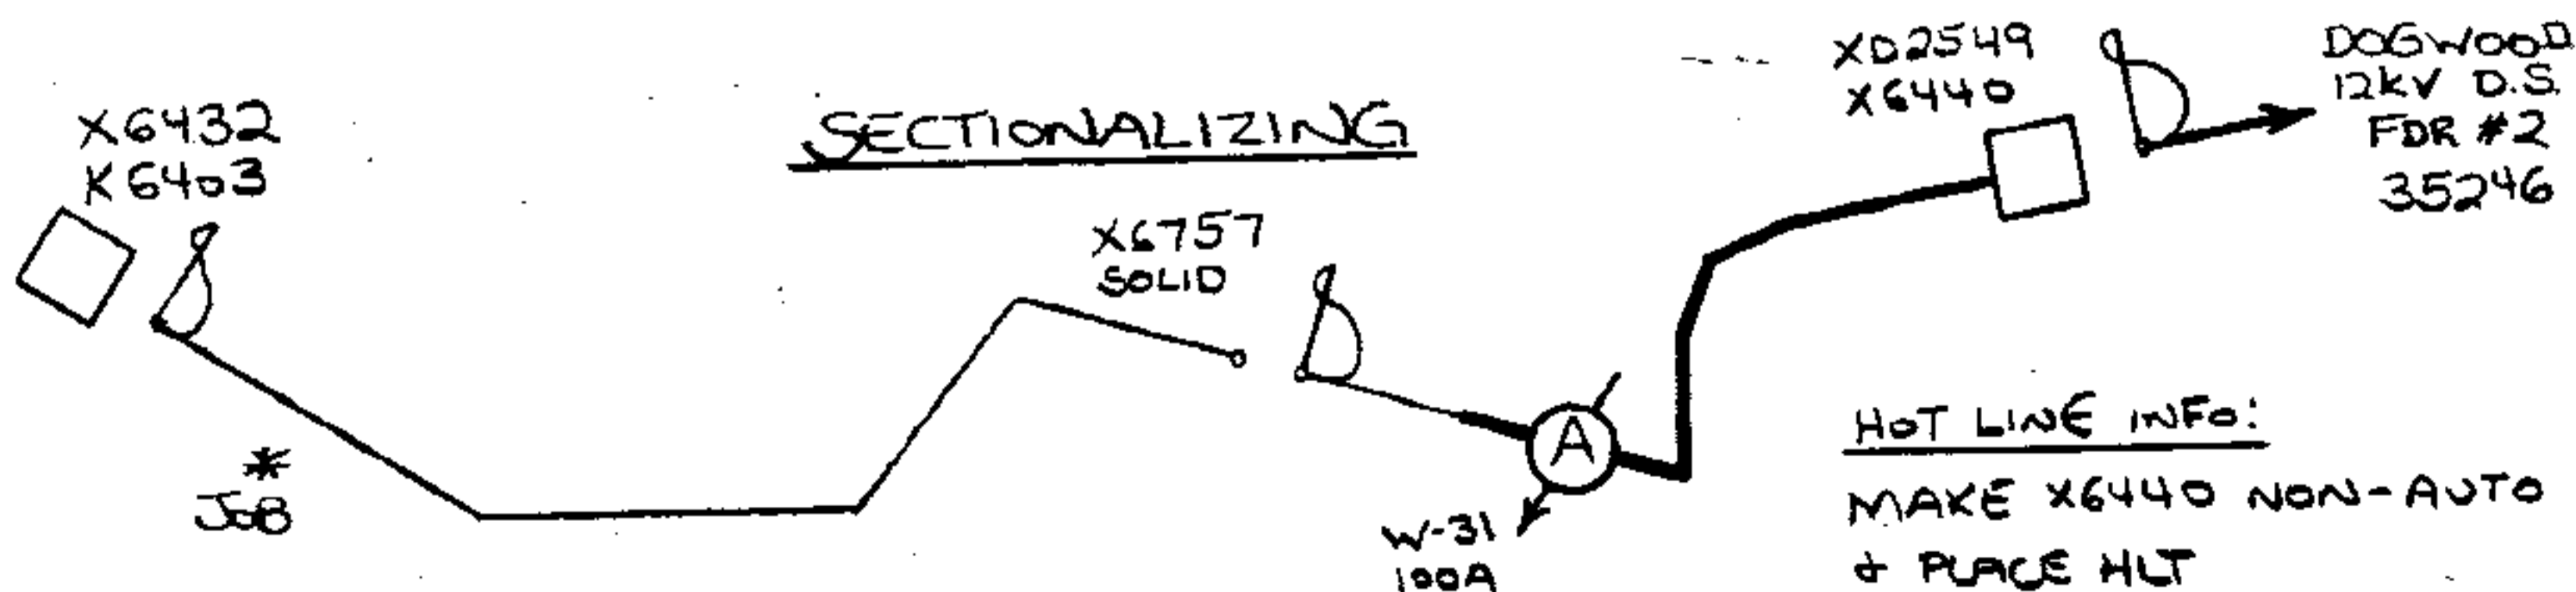 X6432
K6403
SECTIONALIZING
XD2549
X6440
DOGWOOD
12KV D.S.
FDR #2
35246
X6757
SOLID
*
JOB
A
W-31
100A
HOT LINE INFO:
MAKE X6440 NON-AUTO
& PLACE HLT